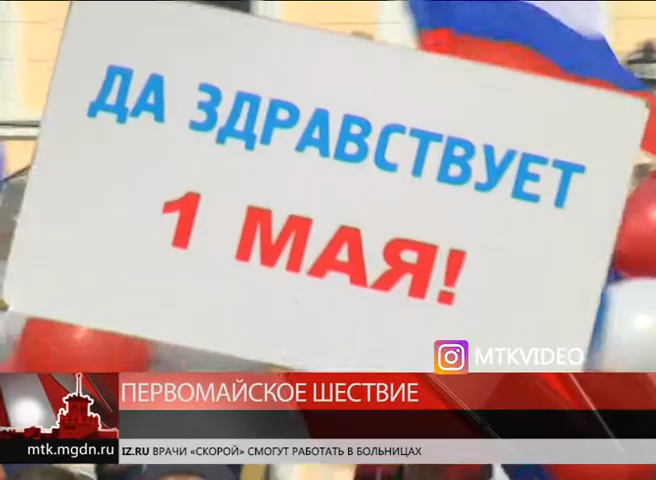 ДА ЗДРАВСТВУЕТ
1 МАЯ!
MTKVIDEO
ПЕРВОМАЙСКОЕ ШЕСТВИЕ
mtk.mgdn.ru
IZ.RU ВРАЧИ «СКОРОЙ» СМОГУТ РАБОТАТЬ В БОЛЬНИЦАХ